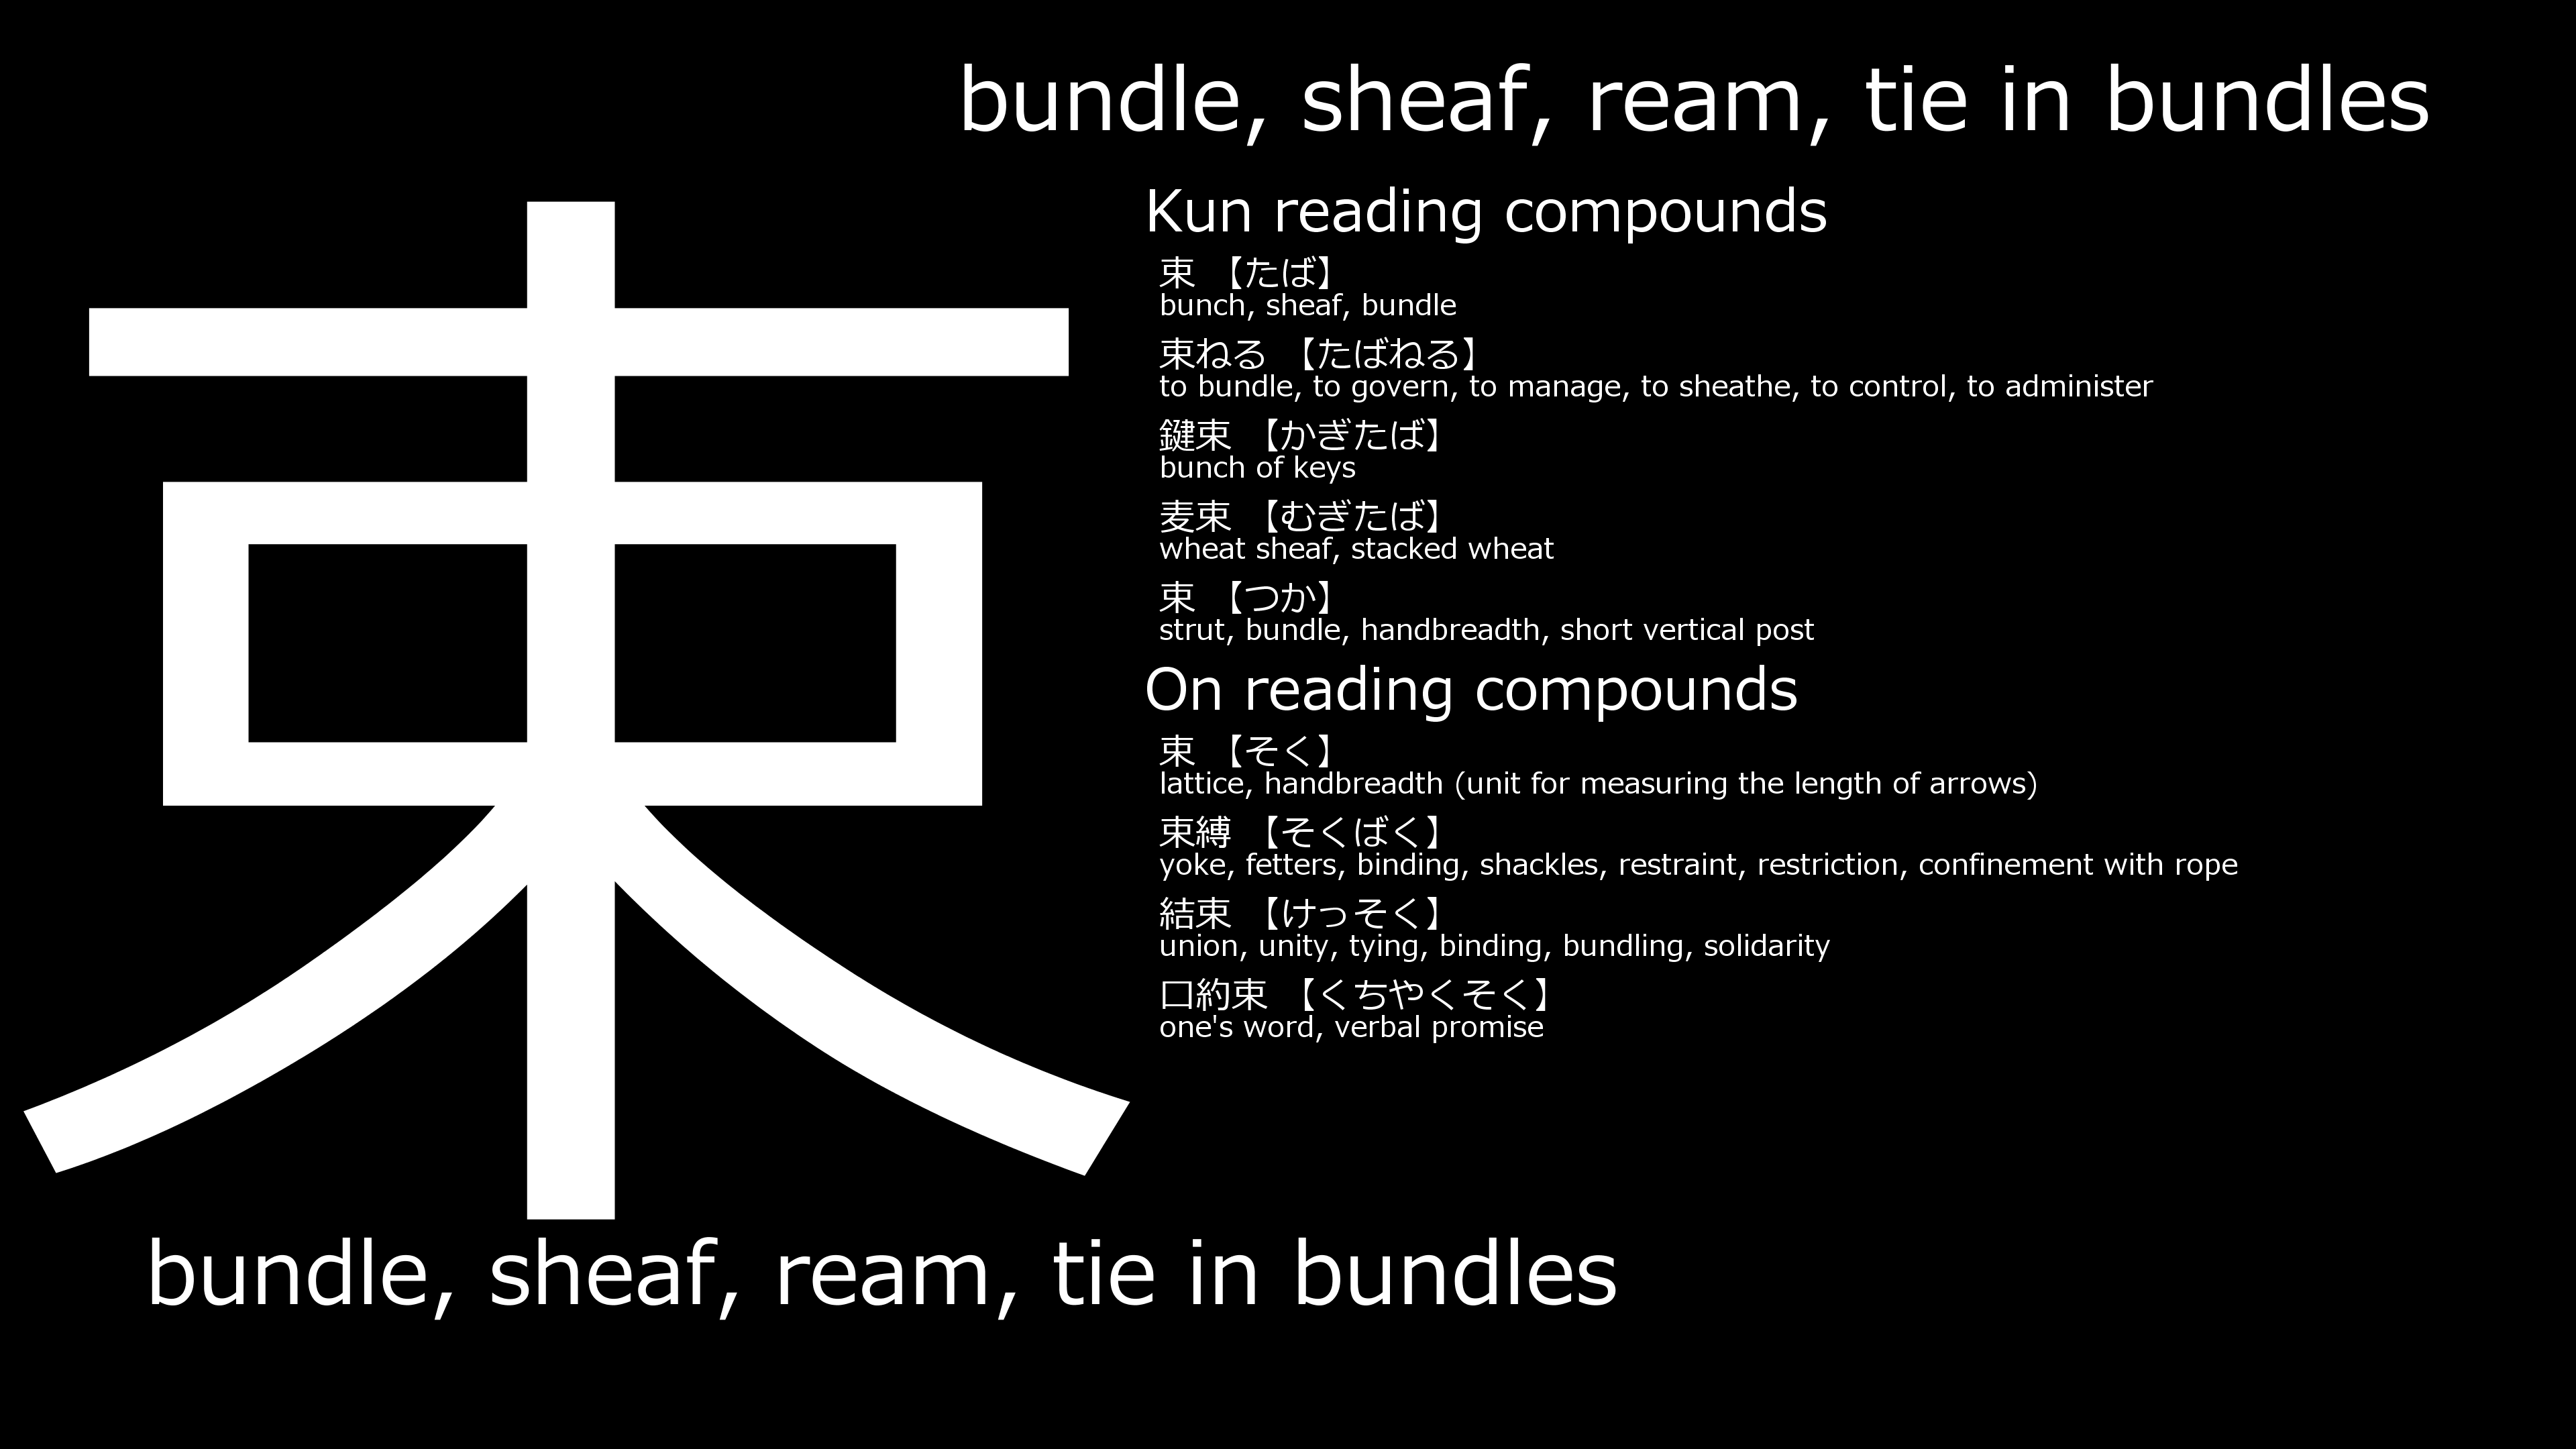 bundle, sheaf, ream, tie in bundles
束
Kun reading compounds
束 【たば】
bunch, sheaf, bundle
束ねる 【たばねる】
to bundle, to govern, to manage, to sheathe, to control, to administer
鍵束 【かぎたば】
bunch of keys
麦束 【むぎたば】
wheat sheaf, stacked wheat
束 【つか】
strut, bundle, handbreadth, short vertical post
On reading compounds
束 【そく】
lattice, handbreadth (unit for measuring the length of arrows)
束縛 【そくばく】
yoke, fetters, binding, shackles, restraint, restriction, confinement with rope
結束 【けっそく】
union, unity, tying, binding, bundling, solidarity
口約束 【くちやくそく】
one's word, verbal promise
bundle, sheaf, ream, tie in bundles